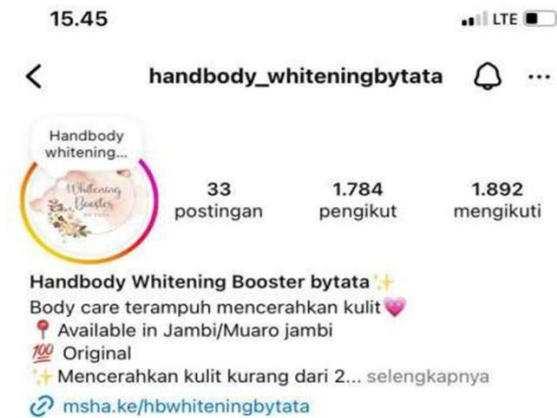 15.45
LTE
handbody_whiteningbytata
Handbody
whitening...
Whitening
Booster
BY TATA
33
postingan
1.784
pengikut
1.892
mengikuti
Handbody Whitening Booster bytata✨
Body care terampuh mencerahkan kulit💗
📍 Available in Jambi/Muaro jambi
💯 Original
✨Mencerahkan kulit kurang dari 2... selengkapnya
msha.ke/hbwhiteningbytata